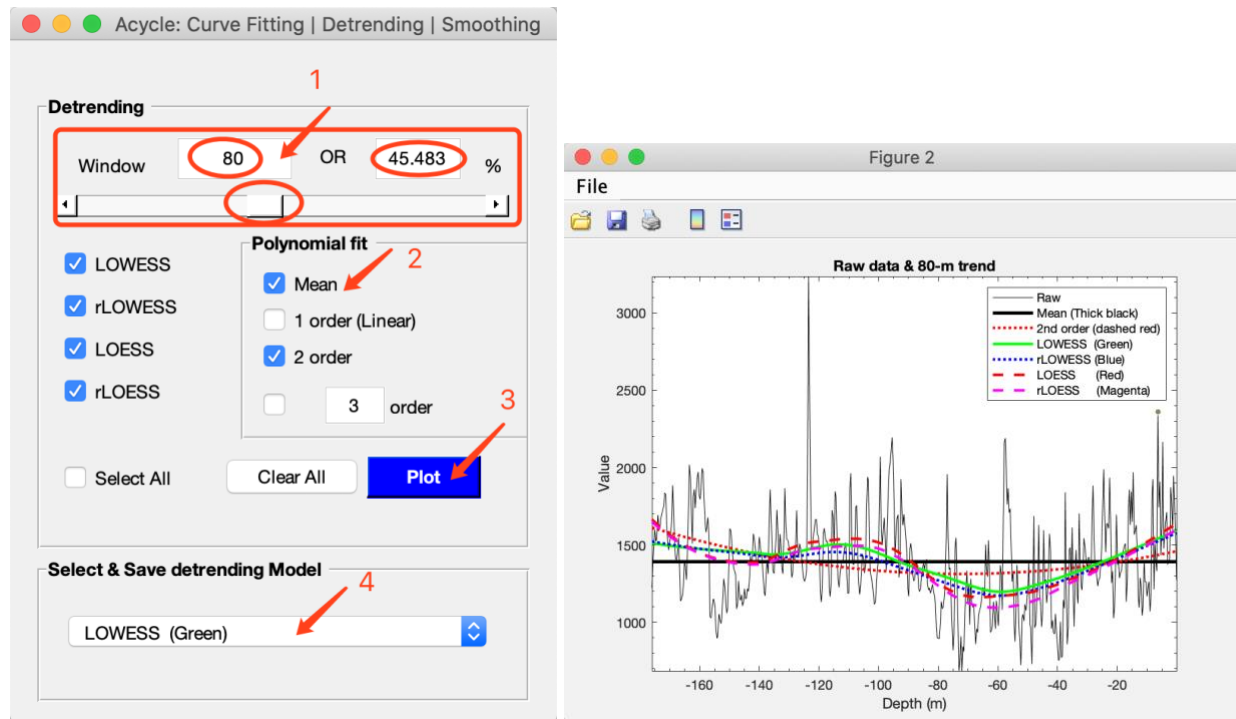 Acycle: Curve Fitting | Detrending | Smoothing
1
Detrending
Window 80 OR 45.483 %
LOWESS
rLOWESS
LOESS
rLOESS
Polynomial fit
2
Mean
1 order (Linear)
2 order
3 order
3
Select All Clear All Plot
Select & Save detrending Model
4
LOWESS (Green)
Figure 2
File
Raw data & 80-m trend
Raw
Mean (Thick black)
2nd order (dashed red)
LOWESS (Green)
rLOWESS (Blue)
LOESS (Red)
rLOESS (Magenta)
3000
2500
2000
1500
1000
Value
-160 -140 -120 -100 -80 -60 -40 -20
Depth (m)